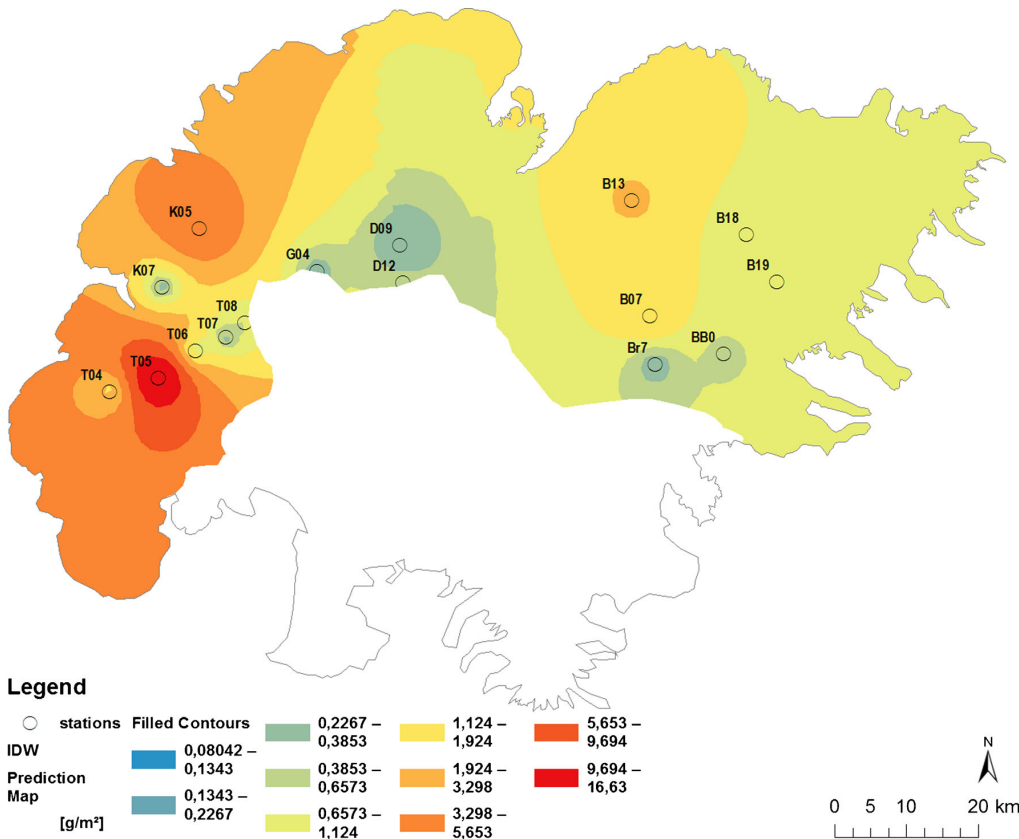 B13
K05
B18
D09
G04
K07
D12
B19
T08
B07
T07
T06
BB0
Br7
T05
T04
Legend
stations Filled Contours
IDW
Prediction
Map
[g/m²]
0,08042 –
0,1343
0,1343 –
0,2267
0,2267 –
0,3853
0,3853 –
0,6573
0,6573 –
1,124
1,124 –
1,924
1,924 –
3,298
3,298 –
5,653
5,653 –
9,694
9,694 –
16,63
N
0 5 10 20 km